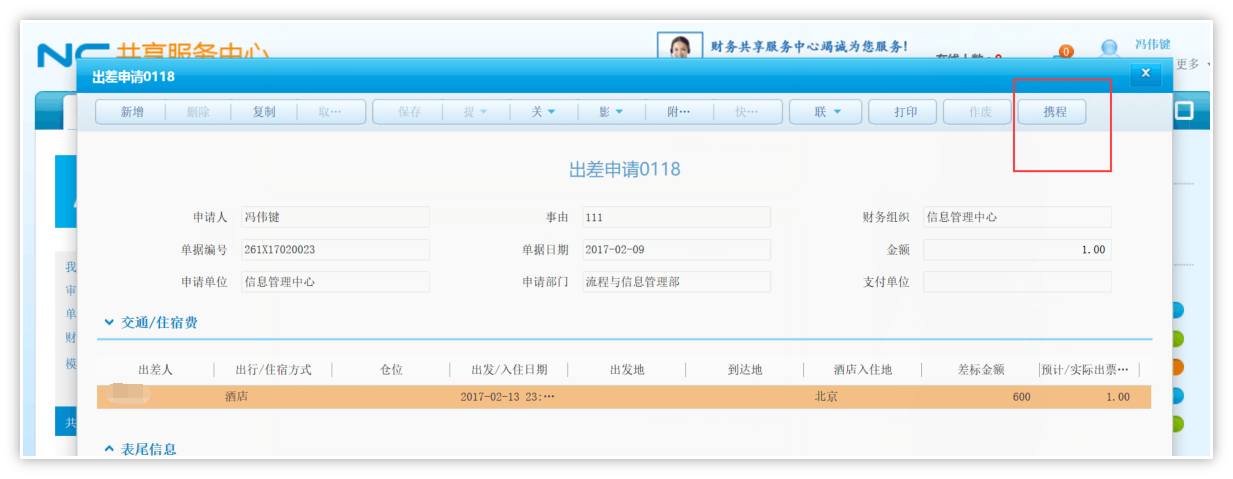 NC 共享服务中心
财务共享服务中心竭诚为您服务!
0
冯伟键
更多
出差申请0118
x
新增 删除 复制 取… 保存 提 关 影 附… 快… 联 打印 作废 携程
出差申请0118
申请人 冯伟键 事由 111 财务组织 信息管理中心
单据编号 261X17020023 单据日期 2017-02-09 金额 1.00
申请单位 信息管理中心 申请部门 流程与信息管理部 支付单位
我
审
单
财
模
共
交通/住宿费
出差人 出行/住宿方式 仓位 出发/入住日期 出发地 到达地 酒店入住地 差标金额 预计/实际出票…
酒店 2017-02-13 23:… 北京 600 1.00
表尾信息